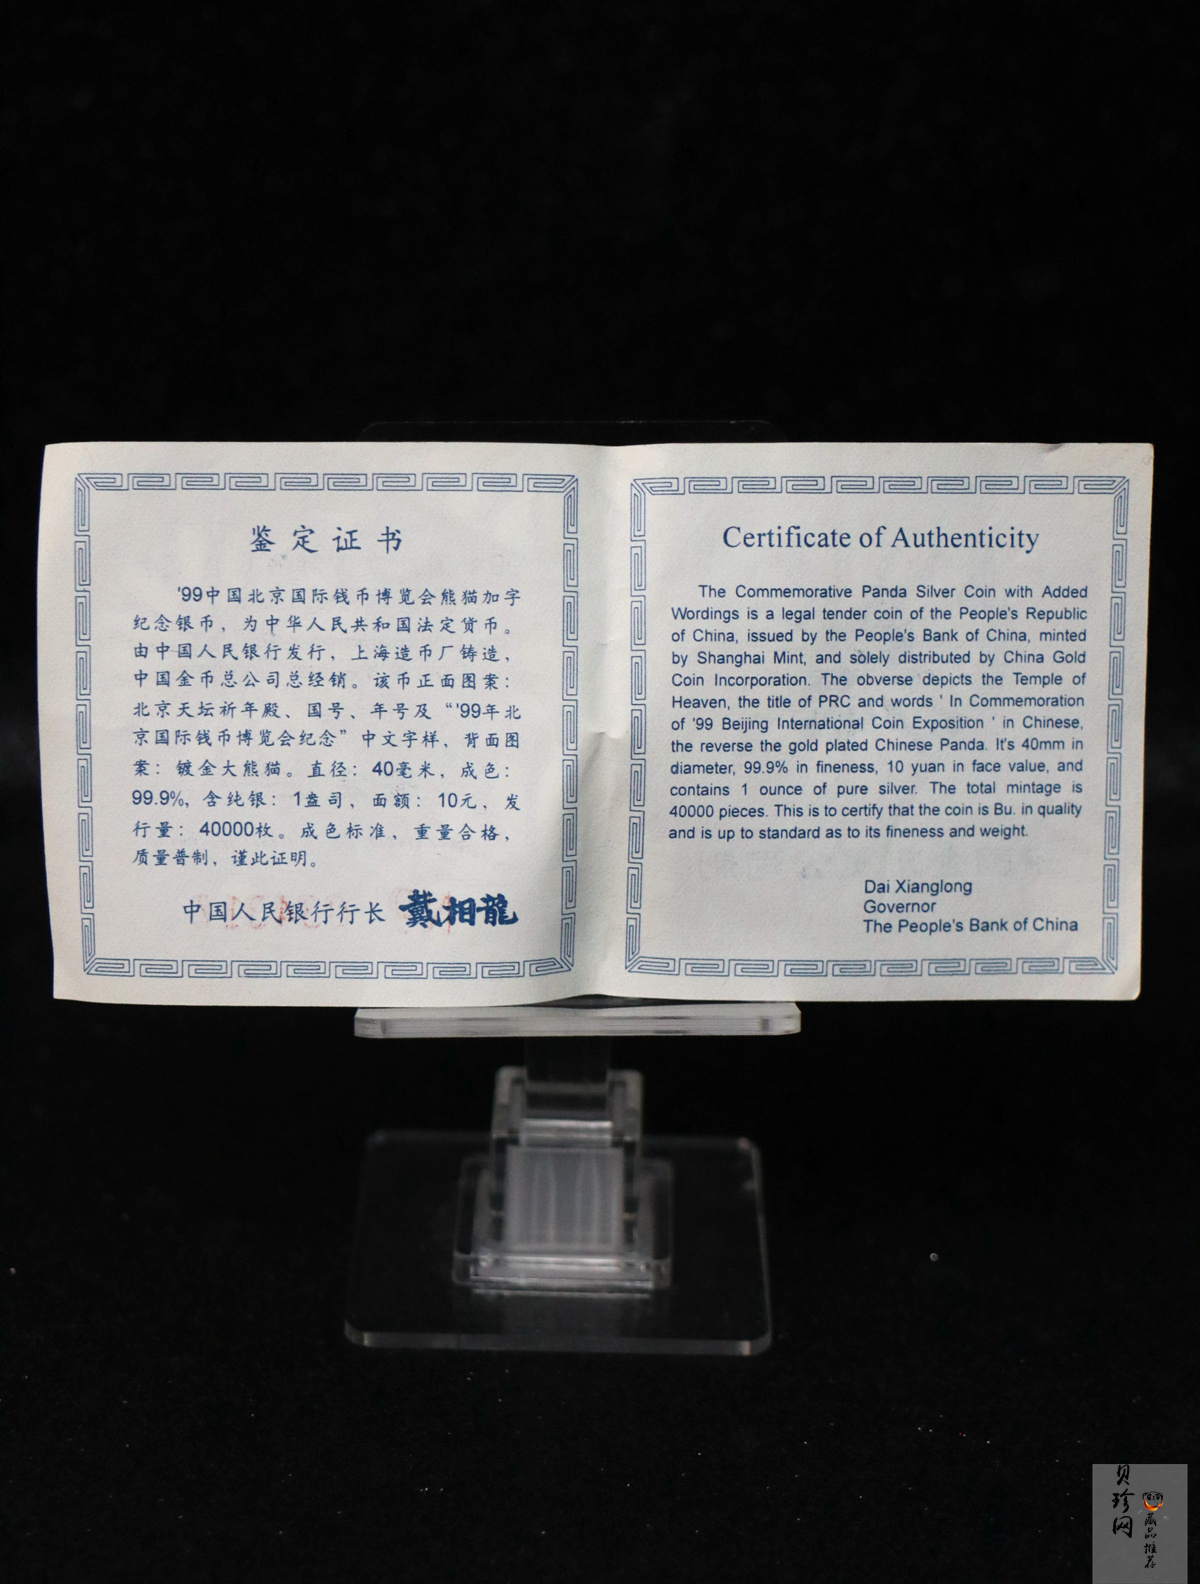 鉴定证书
'99中国北京国际钱币博览会熊猫加字
纪念银币，为中华人民共和国法定货币。
由中国人民银行发行，上海造币厂铸造，
中国金币总公司总经销。该币正面图案：
北京天坛祈年殿、国号、年号及“'99年北
京国际钱币博览会纪念”中文字样，背面图
案：镀金大熊猫。直径：40毫米，成色：
99.9%，含纯银：1盎司，面额：10元，发
行量：40000枚。成色标准，重量合格，
质量普制，谨此证明。
中国人民银行行长 戴相龍
Certificate of Authenticity
The Commemorative Panda Silver Coin with Added
Wordings is a legal tender coin of the People's Republic
of China, issued by the People's Bank of China, minted
by Shanghai Mint, and solely distributed by China Gold
Coin Incorporation. The obverse depicts the Temple of
Heaven, the title of PRC and words ' In Commemoration
of '99 Beijing International Coin Exposition ' in Chinese,
the reverse the gold plated Chinese Panda. It's 40mm in
diameter, 99.9% in fineness, 10 yuan in face value, and
contains 1 ounce of pure silver. The total mintage is
40000 pieces. This is to certify that the coin is Bu. in quality
and is up to standard as to its fineness and weight.
Dai Xianglong
Governor
The People's Bank of China
贝珍网
藏品推荐